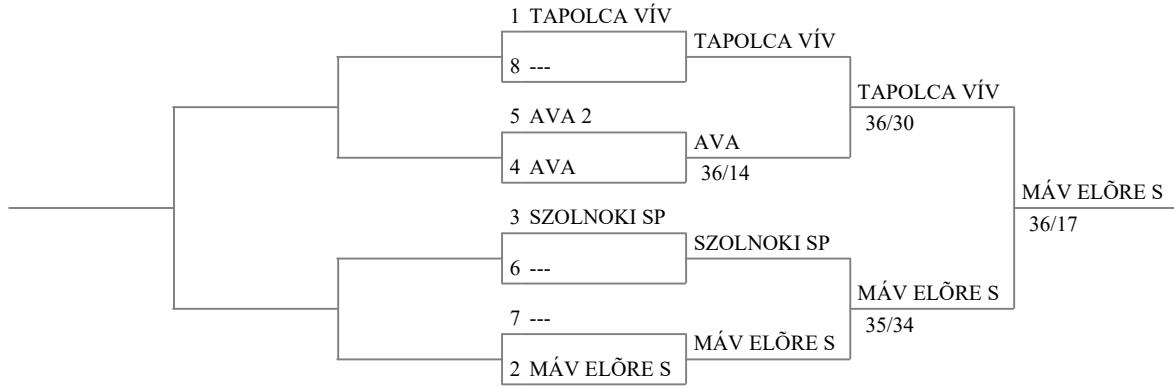 1 TAPOLCA VÍV
TAPOLCA VÍV
8 ---
TAPOLCA VÍV
36/30
5 AVA 2
AVA
36/14
4 AVA
MÁV ELÕRE S
36/17
3 SZOLNOKI SP
SZOLNOKI SP
6 ---
MÁV ELÕRE S
35/34
7 ---
MÁV ELÕRE S
2 MÁV ELÕRE S